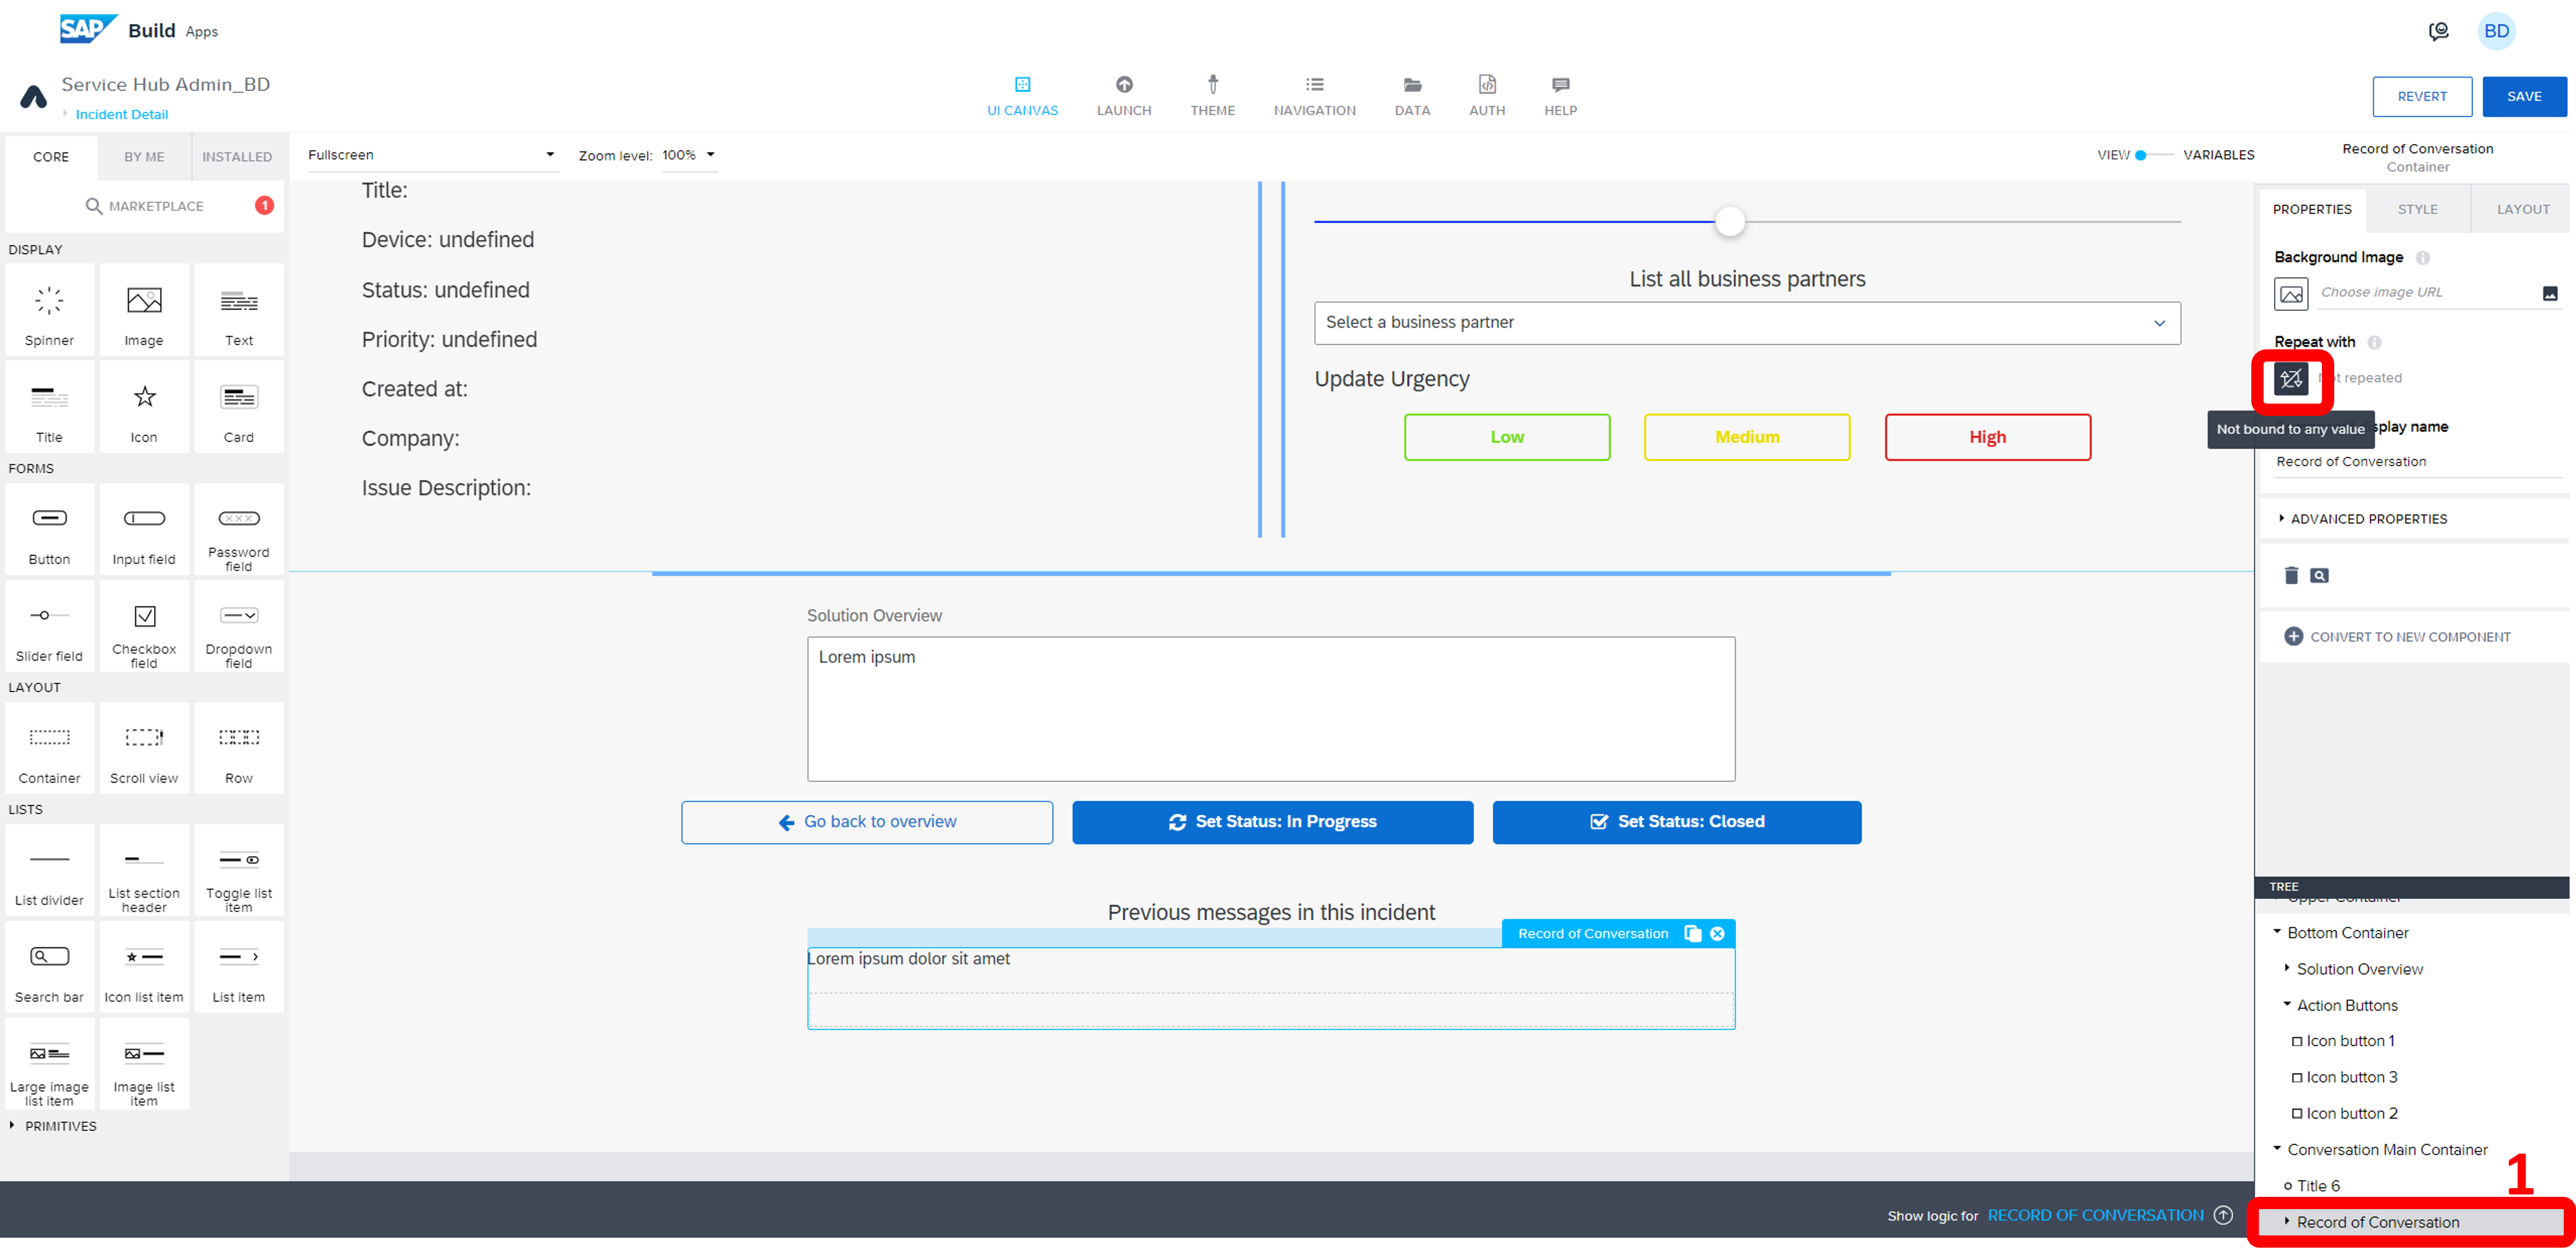 SAP Build Apps
BD
Service Hub Admin_BD
Incident Detail
UI CANVAS
LAUNCH
THEME
NAVIGATION
DATA
AUTH
HELP
REVERT
SAVE
CORE
BY ME
INSTALLED
Fullscreen
Zoom level: 100%
VIEW
VARIABLES
Record of Conversation
Container
MARKETPLACE
1
DISPLAY
Spinner
Image
Text
Title
Icon
Card
FORMS
Button
Input field
Password
field
Slider field
Checkbox
field
Dropdown
field
LAYOUT
Container
Scroll view
Row
LISTS
List divider
List section
header
Toggle list
item
Search bar
Icon list item
List item
Large image
list item
Image list
item
PRIMITIVES
Title:
Device: undefined
Status: undefined
Priority: undefined
Created at:
Company:
Issue Description:
List all business partners
Select a business partner
Update Urgency
Low
Medium
High
Solution Overview
Lorem ipsum
Go back to overview
Set Status: In Progress
Set Status: Closed
Previous messages in this incident
Record of Conversation
Lorem ipsum dolor sit amet
Show logic for RECORD OF CONVERSATION
PROPERTIES
STYLE
LAYOUT
Background Image
Choose image URL
Repeat with
repeated
Not bound to any value
name
Record of Conversation
ADVANCED PROPERTIES
CONVERT TO NEW COMPONENT
TREE
Upper Container
Bottom Container
Solution Overview
Action Buttons
Icon button 1
Icon button 3
Icon button 2
Conversation Main Container
1
Title 6
Record of Conversation